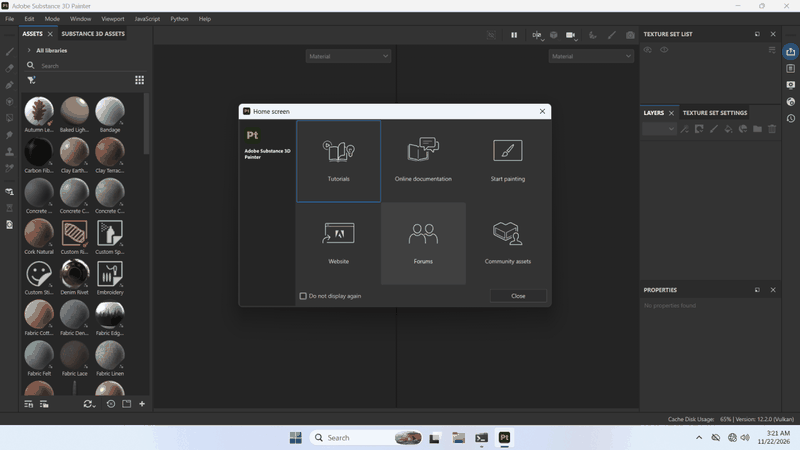 Adobe Substance 3D Painter
File Edit Mode Window Viewport JavaScript Python Help
ASSETS SUBSTANCE 3D ASSETS
All libraries
Search
Autumn Le... Baked Ligh... Bandage
Carbon Fib... Clay Earth... Clay Terrac...
Concrete ... Concrete C... Concrete C...
Cork Natural Custom Ri... Custom Sp...
Custom Sti... Denim Rivet Embroidery
Fabric Cott... Fabric Den... Fabric Edg...
Fabric Felt Fabric Lace Fabric Linen
Material
Material
Home screen
Pt
Adobe Substance 3D
Painter
Tutorials
Online documentation
Start painting
Website
Forums
Community assets
Do not display again
Close
TEXTURE SET LIST
LAYERS TEXTURE SET SETTINGS
PROPERTIES
No properties found
Cache Disk Usage: 65% | Version: 12.2.0 (Vulkan)
Search
Pt
3:21 AM
11/22/2026